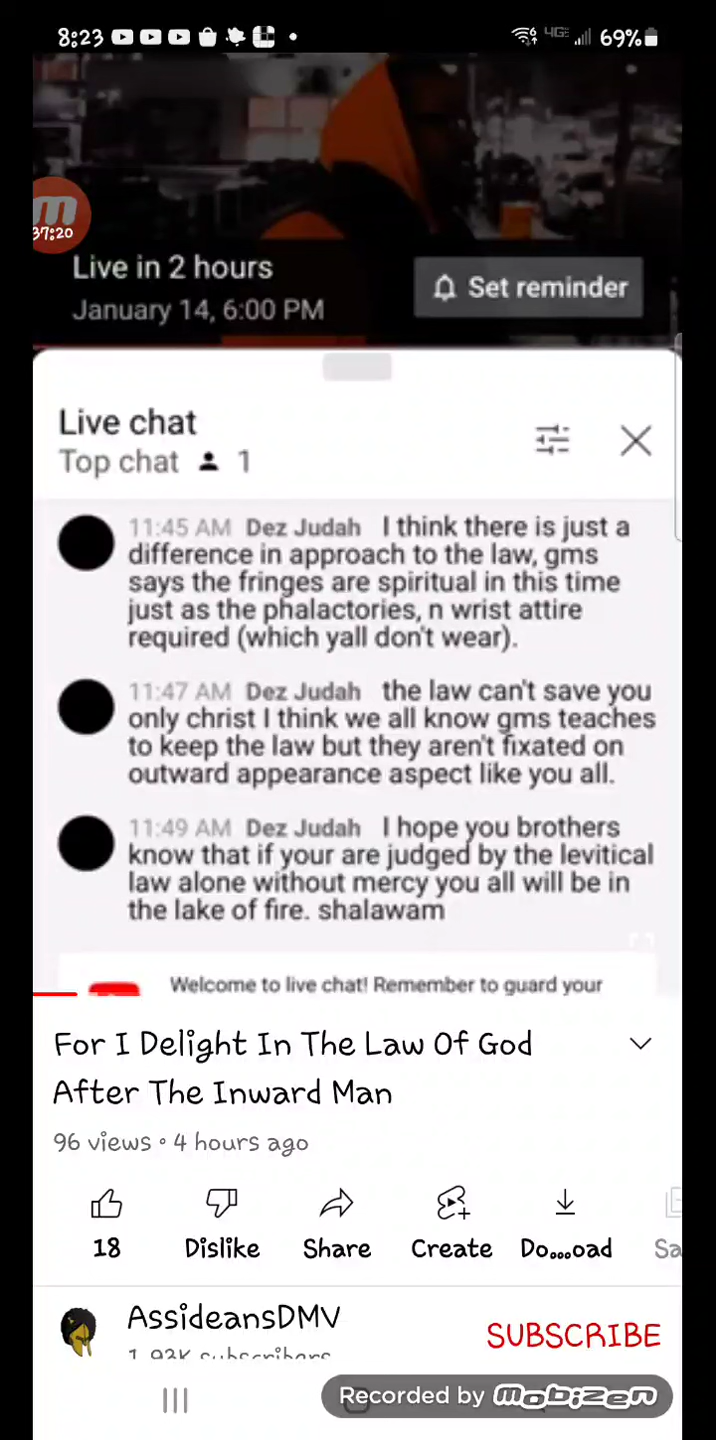 8:23
4GE
69%
m
37:20
Live in 2 hours
January 14, 6:00 PM
Set reminder
Live chat
Top chat 1
11:45 AM Dez Judah I think there is just a
difference in approach to the law, gms
says the fringes are spiritual in this time
just as the phalactories, n wrist attire
required (which yall don't wear).
11:47 AM Dez Judah the law can't save you
only christ I think we all know gms teaches
to keep the law but they aren't fixated on
outward appearance aspect like you all.
11:49 AM Dez Judah I hope you brothers
know that if your are judged by the levitical
law alone without mercy you all will be in
the lake of fire. shalawam
Welcome to live chat! Remember to guard your
For I Delight In The Law Of God
After The Inward Man
96 views • 4 hours ago
18
Dislike
Share
Create
Do....oad
Sa
AssideansDMV
SUBSCRIBE
1.92K subscribers
Recorded by mobizen